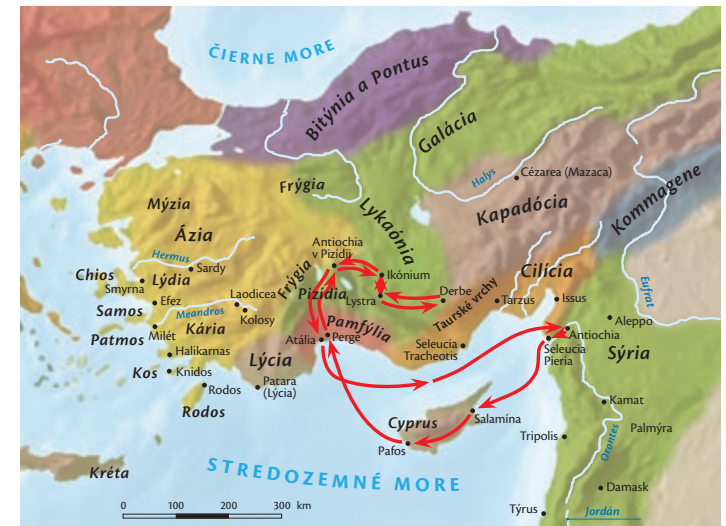 ČIERNE MORE
Bitýnia a Pontus
Galácia
Halys
Cézarea (Mazaca)
Kapadócia
Kommagene
Frýgia
Lykaónia
Mýzia
Ázia
Antiochia
v Pizídii
Ikónium
Hermus
Chios
Smyrna
Lýdia
Sardy
Frýgia
Pizídia
Lystra
Derbe
Taurské vrchy
Cilícia
Tarzus
Issus
Eufrat
Samos
Efez
Laodicea
Meandros
Kolosy
Patmos
Milét
Kária
Pamfýlia
Atália
Perge
Seleucia
Tracheotis
Aleppo
Antiochia
Seleucia
Pieria
Sýria
Halikarnas
Kos
Knidos
Lýcia
Patara
(Lýcia)
Rodos
Rodos
Cyprus
Salamína
Pafos
Kamat
Palmýra
Tripolis
Orontes
Kréta
STREDOZEMNÉ MORE
Damask
Týrus
Jordán
0 100 200 300 km